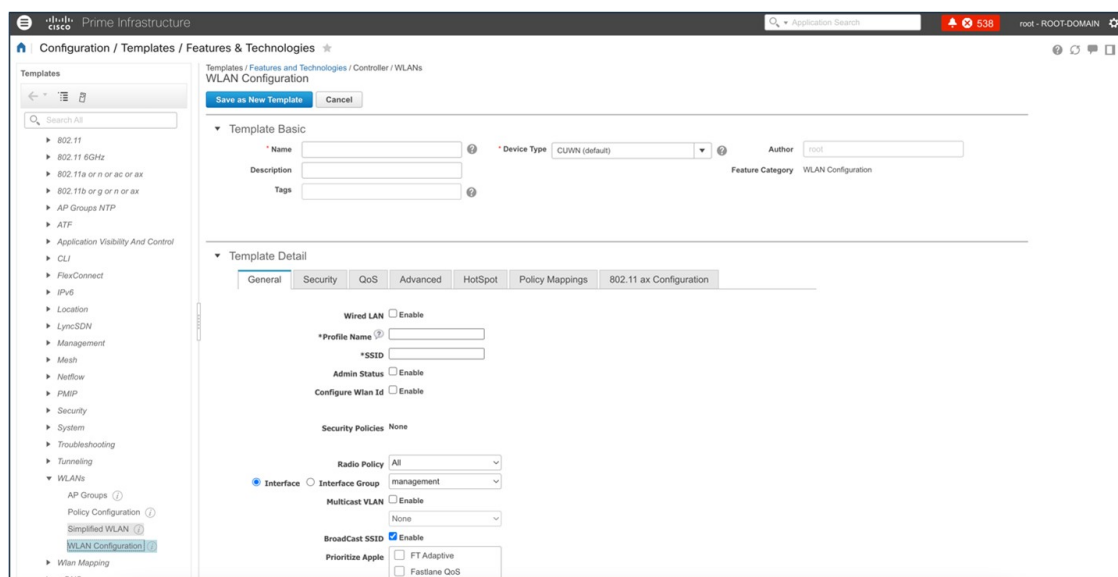 cisco Prime Infrastructure
Application Search
538
root - ROOT-DOMAIN
Configuration / Templates / Features & Technologies
Templates
Search All
802.11
802.11 6GHz
802.11a or n or ac or ax
802.11b or g or n or ax
AP Groups NTP
ATF
Application Visibility And Control
CLI
FlexConnect
IPv6
Location
LyncSDN
Management
Mesh
Netflow
PMIP
Security
System
Troubleshooting
Tunneling
WLANs
AP Groups
Policy Configuration
Simplified WLAN
WLAN Configuration
Wlan Mapping
Templates / Features and Technologies / Controller / WLANs
WLAN Configuration
Save as New Template Cancel
Template Basic
* Name
* Device Type CUWN (default)
Author root
Description
Feature Category WLAN Configuration
Tags
Template Detail
General Security QoS Advanced HotSpot Policy Mappings 802.11 ax Configuration
Wired LAN Enable
*Profile Name
*SSID
Admin Status Enable
Configure Wlan Id Enable
Security Policies None
Radio Policy All
Interface Interface Group management
Multicast VLAN Enable
None
BroadCast SSID Enable
Prioritize Apple FT Adaptive
Fastlane QoS